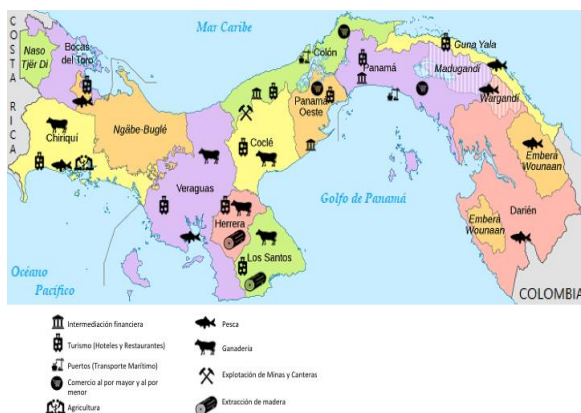 Mar Caribe
COSTA RICA
Naso
Tjër Di
Bocas
del Toro
Colón
Guna Yala
Panamá
Madugandí
Wargandí
Ngäbe-Buglé
Panamá
Oeste
Chiriquí
Coclé
Emberá
Wounaan
Veraguas
Golfo de Panamá
Herrera
Emberá
Wounaan
Darién
Los Santos
Océano
Pacífico
COLOMBIA
Intermediación financiera
Turismo (Hoteles y Restaurantes)
Puertos (Transporte Marítimo)
Comercio al por mayor y al por
menor
Agricultura
Pesca
Ganadería
Explotación de Minas y Canteras
Extracción de madera